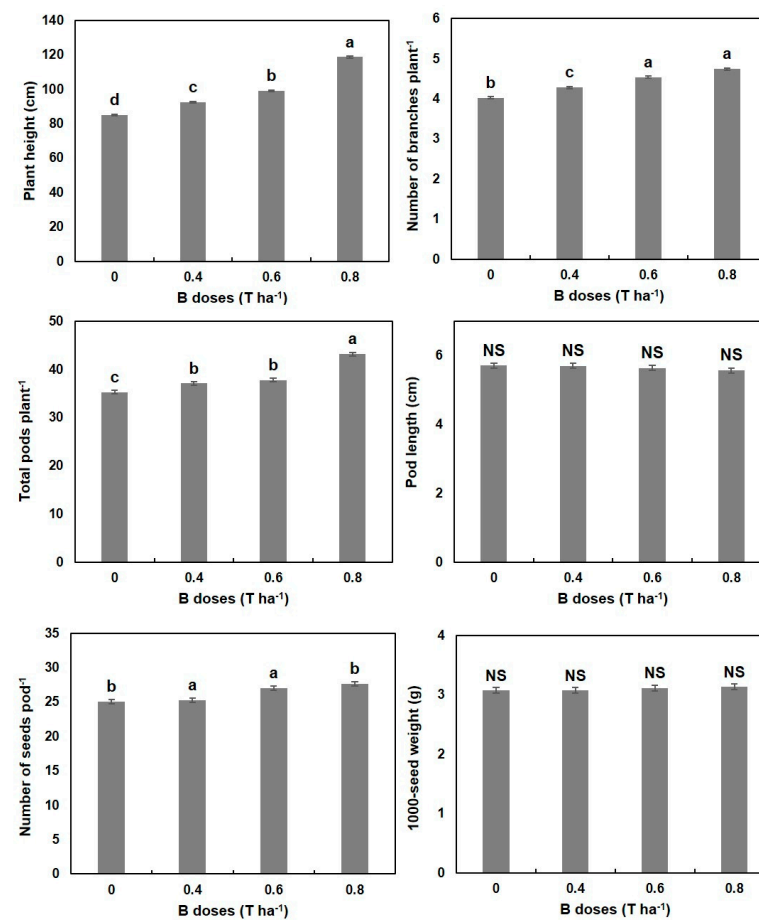 Plant height (cm)
140
120
100
80
60
40
20
0
d
c
b
a
0 0.4 0.6 0.8
B doses (T ha⁻¹)
Number of branches plant⁻¹
6
5
4
3
2
1
0
b
c
a
a
0 0.4 0.6 0.8
B doses (T ha⁻¹)
Total pods plant⁻¹
50
40
30
20
10
0
c
b
b
a
0 0.4 0.6 0.8
B doses (T ha⁻¹)
Pod length (cm)
6
4
2
0
NS NS NS NS
0 0.4 0.6 0.8
B doses (T ha⁻¹)
Number of seeds pod⁻¹
35
30
25
20
15
10
5
0
b
a
a
b
0 0.4 0.6 0.8
B doses (T ha⁻¹)
1000-seed weight (g)
4
3
2
1
0
NS NS NS NS
0 0.4 0.6 0.8
B doses (T ha⁻¹)